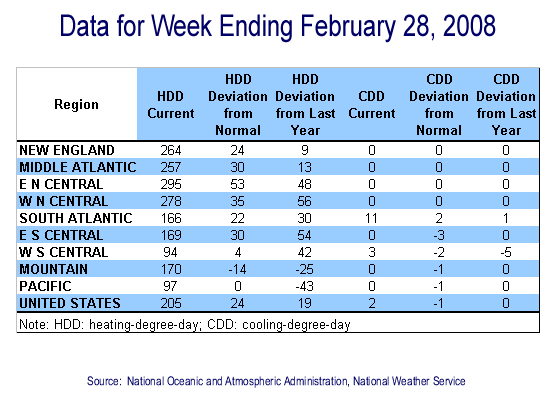 Data for Week Ending February 28, 2008
Region HDD Current HDD Deviation from Normal HDD Deviation from Last Year CDD Current CDD Deviation from Normal CDD Deviation from Last Year
NEW ENGLAND 264 24 9 0 0 0
MIDDLE ATLANTIC 257 30 13 0 0 0
E N CENTRAL 295 53 48 0 0 0
W N CENTRAL 278 35 56 0 0 0
SOUTH ATLANTIC 166 22 30 11 2 1
E S CENTRAL 169 30 54 0 -3 0
W S CENTRAL 94 4 42 3 -2 -5
MOUNTAIN 170 -14 -25 0 -1 0
PACIFIC 97 0 -43 0 -1 0
UNITED STATES 205 24 19 2 -1 0
Note: HDD: heating-degree-day; CDD: cooling-degree-day
Source: National Oceanic and Atmospheric Administration, National Weather Service